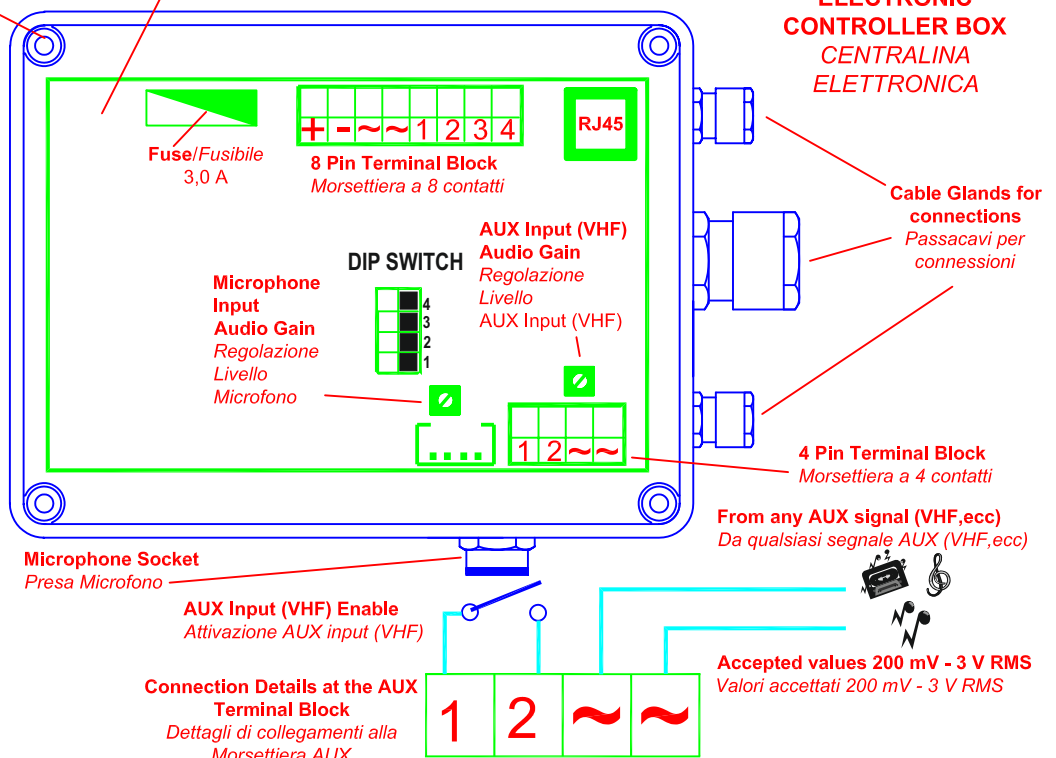 ELECTRONIC
CONTROLLER BOX
CENTRALINA
ELETTRONICA
RJ45
+ - ~ ~ 1 2 3 4
Fuse/Fusibile
3,0 A
8 Pin Terminal Block
Morsettiera a 8 contatti
Cable Glands for
connections
Passacavi per
connessioni
AUX Input (VHF)
Audio Gain
Regolazione
Livello
AUX Input (VHF)
DIP SWITCH
4
3
2
1
Microphone
Input
Audio Gain
Regolazione
Livello
Microfono
1 2 ~ ~
4 Pin Terminal Block
Morsettiera a 4 contatti
From any AUX signal (VHF,ecc)
Da qualsiasi segnale AUX (VHF,ecc)
Microphone Socket
Presa Microfono
AUX Input (VHF) Enable
Attivazione AUX input (VHF)
Accepted values 200 mV - 3 V RMS
Valori accettati 200 mV - 3 V RMS
Connection Details at the AUX
Terminal Block
Dettagli di collegamenti alla
Morsettiera AUX
1 2 ~ ~